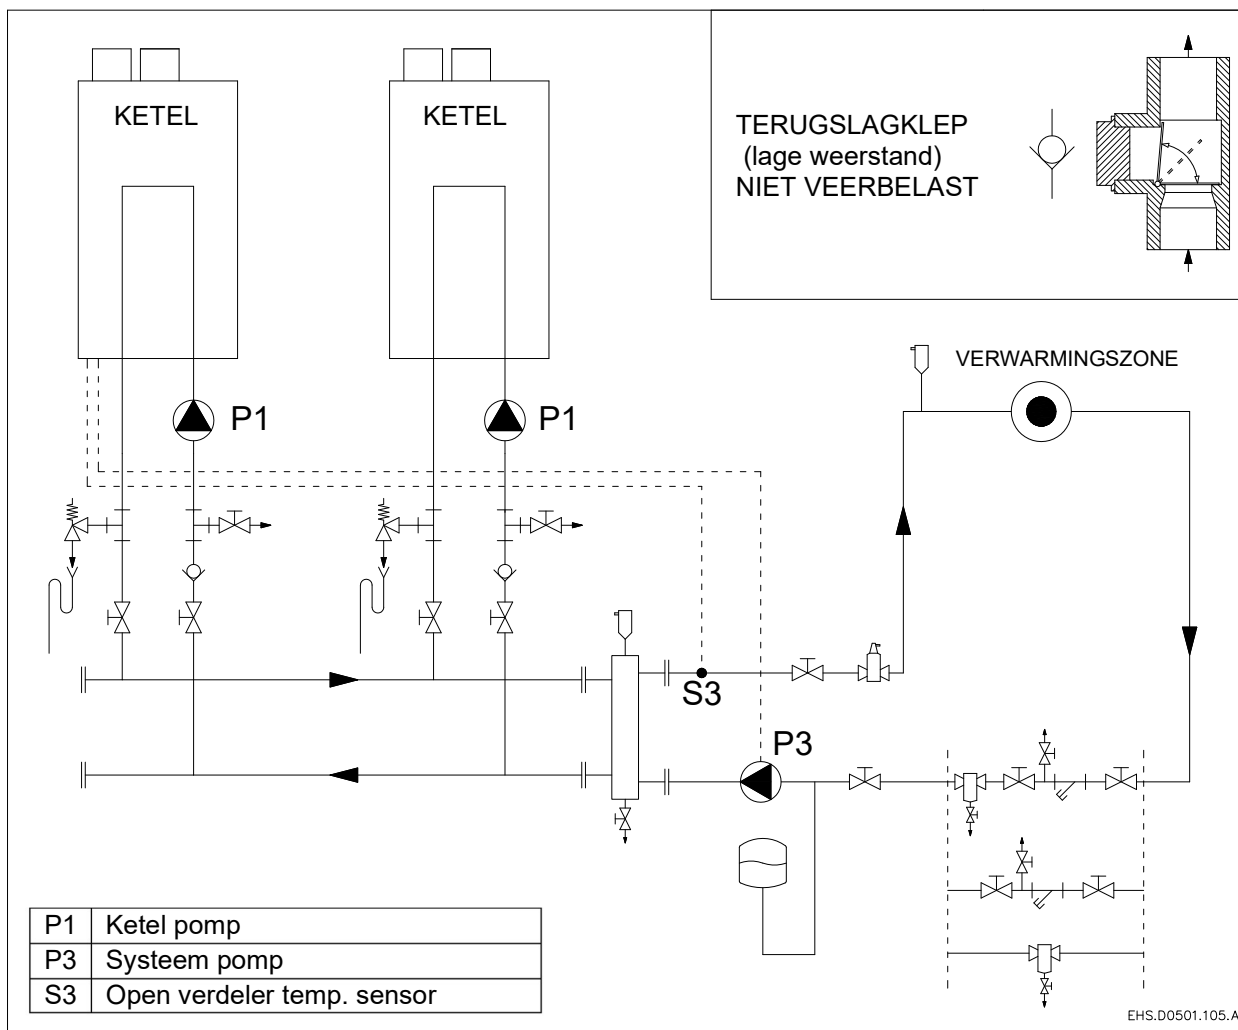 KETEL
KETEL
TERUGSLAGKLEP
(lage weerstand)
NIET VEERBELAST
VERWARMINGSZONE
P1
P1
S3
P3
P1 Ketel pomp
P3 Systeem pomp
S3 Open verdeler temp. sensor
EHS.D0501.105.A